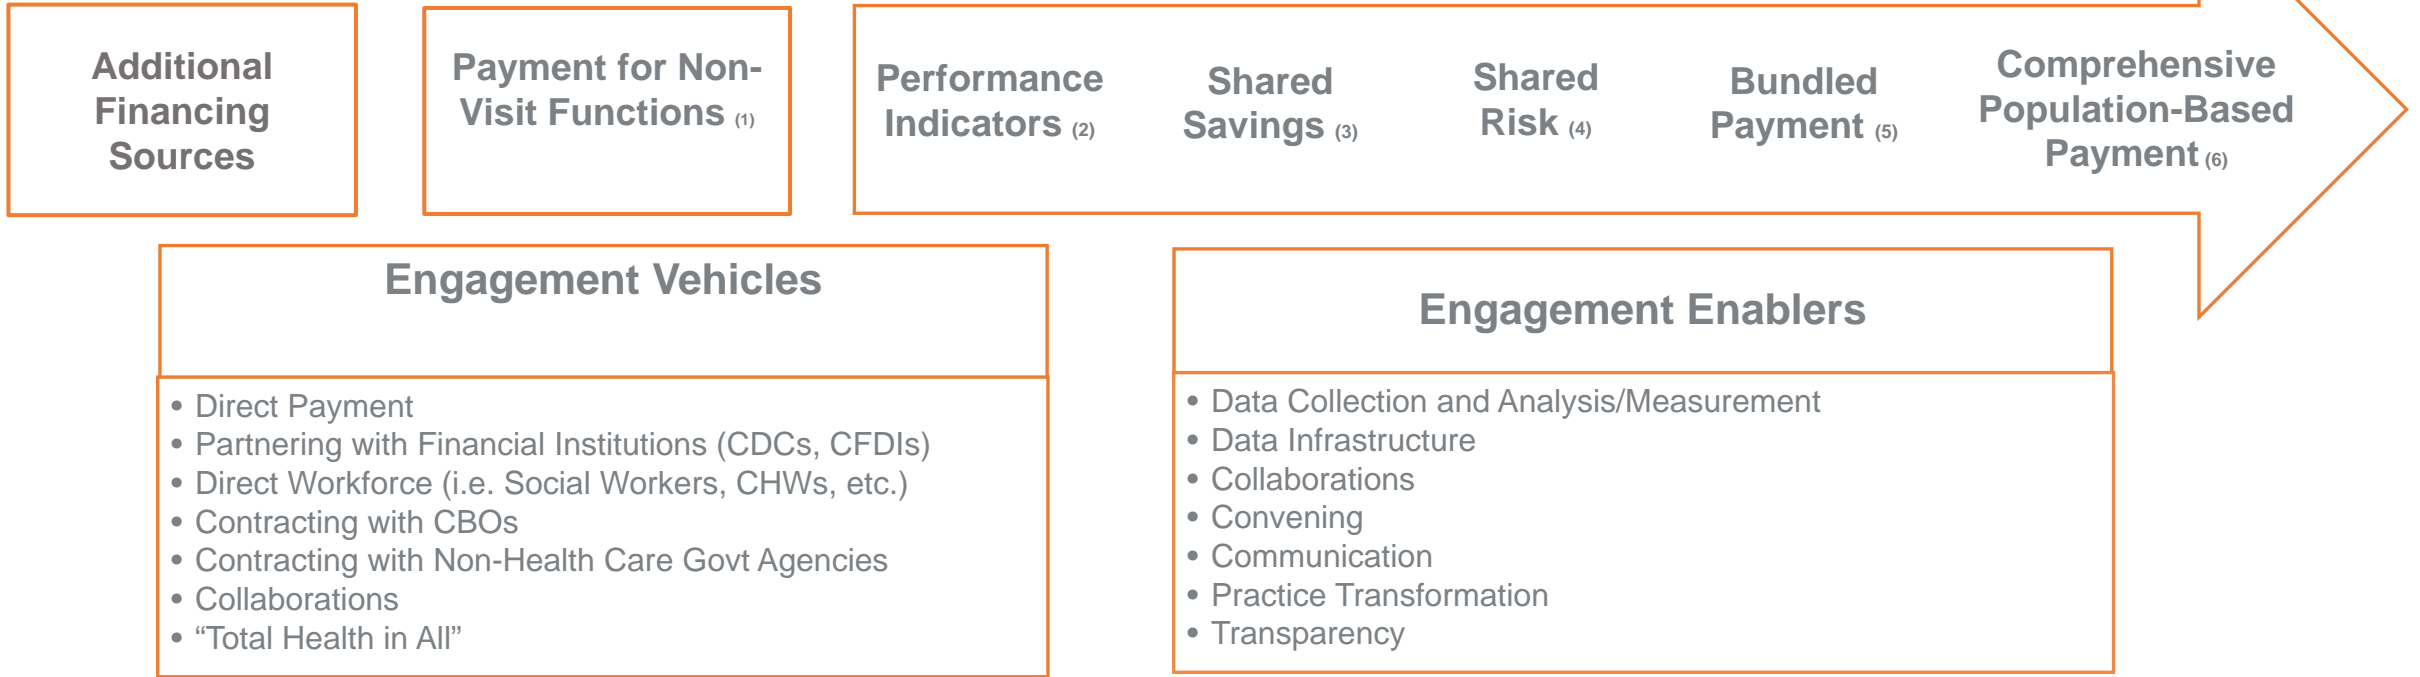 Additional
Financing
Sources
Payment for Non-
Visit Functions (1)
Performance
Indicators (2)
Shared
Savings (3)
Shared
Risk (4)
Bundled
Payment (5)
Comprehensive
Population-Based
Payment (6)
Engagement Vehicles
• Direct Payment
• Partnering with Financial Institutions (CDCs, CFDIs)
• Direct Workforce (i.e. Social Workers, CHWs, etc.)
• Contracting with CBOs
• Contracting with Non-Health Care Govt Agencies
• Collaborations
• “Total Health in All”
Engagement Enablers
• Data Collection and Analysis/Measurement
• Data Infrastructure
• Collaborations
• Convening
• Communication
• Practice Transformation
• Transparency